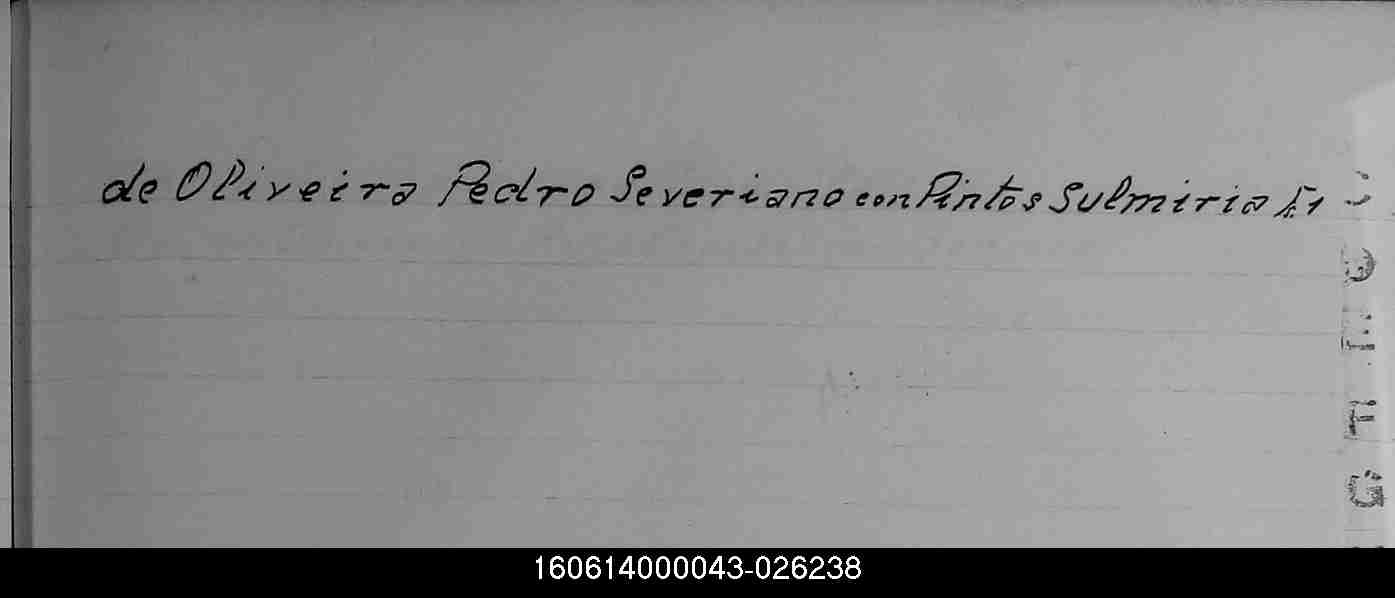 de Oliveira Pedro Severiano con Pintos Sulmiria
160614000043-026238